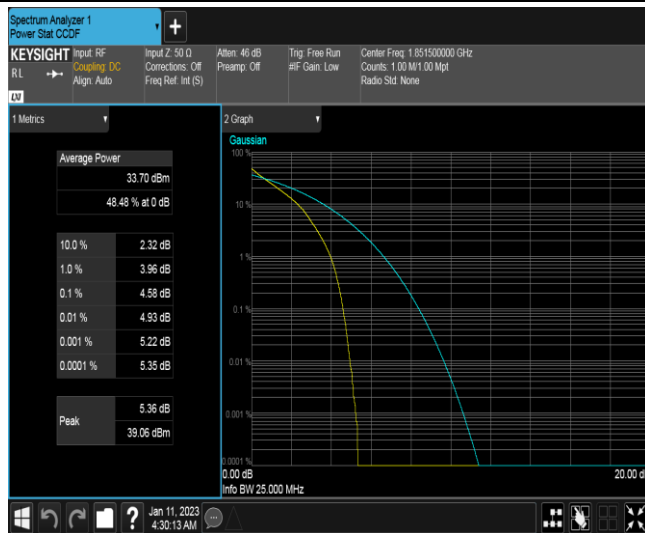 Spectrum Analyzer 1
Power Stat CCDF
+
KEYSIGHT
RL
Input: RF
Coupling: DC
Align: Auto
Input Z: 50 Ω
Corrections: Off
Freq Ref: Int (S)
Atten: 46 dB
Preamp: Off
Trig: Free Run
#IF Gain: Low
Center Freq: 1.851500000 GHz
Counts: 1.00 M/1.00 Mpt
Radio Std: None
1 Metrics
Average Power
33.70 dBm
48.48 % at 0 dB
10.0 % 2.32 dB
1.0 % 3.96 dB
0.1 % 4.58 dB
0.01 % 4.93 dB
0.001 % 5.22 dB
0.0001 % 5.35 dB
Peak
5.36 dB
39.06 dBm
2 Graph
Gaussian
100 %
10 %
1 %
0.1 %
0.01 %
0.001 %
0.0001 %
0.00 dB
20.00 d
Info BW 25.000 MHz
?
Jan 11, 2023
4:30:13 AM